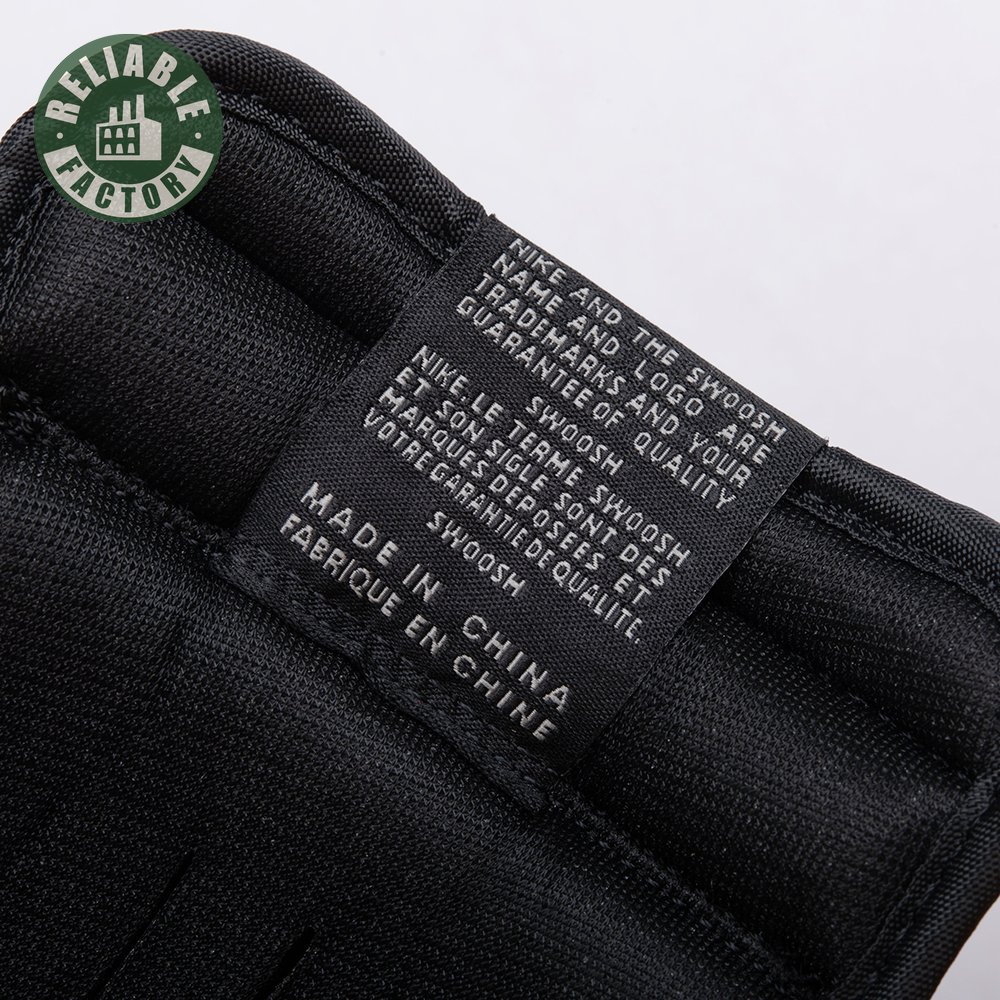 RELIABLE
FACTORY
NIKE AND THE SWOOSH
NAME AND LOGO ARE
TRADEMARKS AND YOUR
GUARANTEE OF QUALITY
SWOOSH
NIKE, LE TERME SWOOSH
ET SON SIGLE SONT DES
MARQUES DEPOSÉES ET
VOTRE GARANTIE DE QUALITE.
SWOOSH
MADE IN CHINA
FABRIQUE EN CHINE